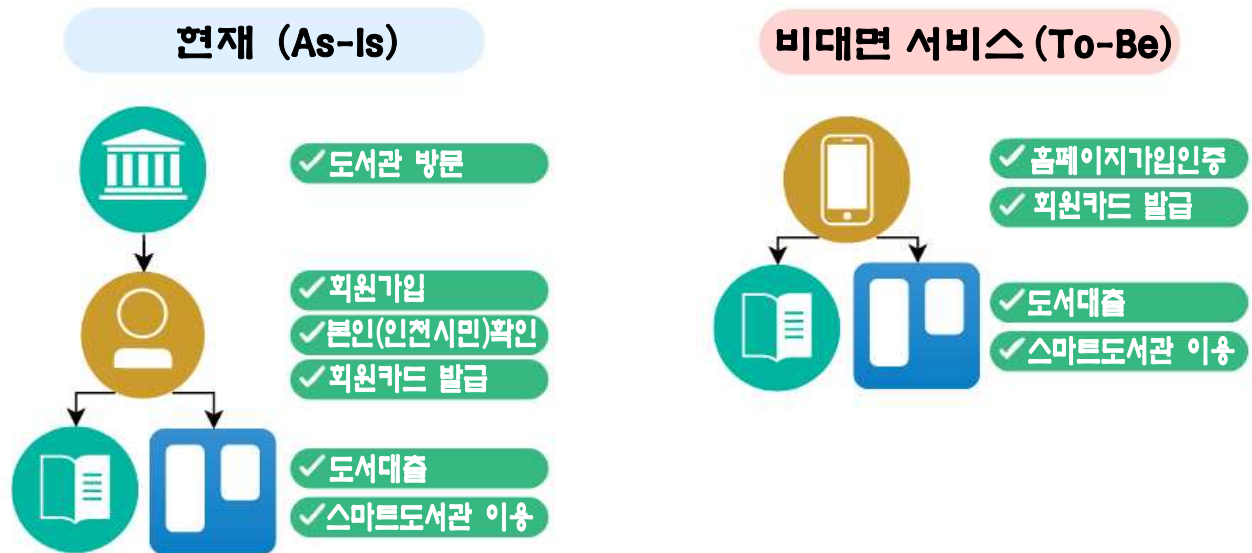 현재 (As-Is)
도서관 방문
회원가입
본인(인천시민)확인
회원카드 발급
도서대출
스마트도서관 이용
비대면 서비스 (To-Be)
홈페이지가입인증
회원카드 발급
도서대출
스마트도서관 이용